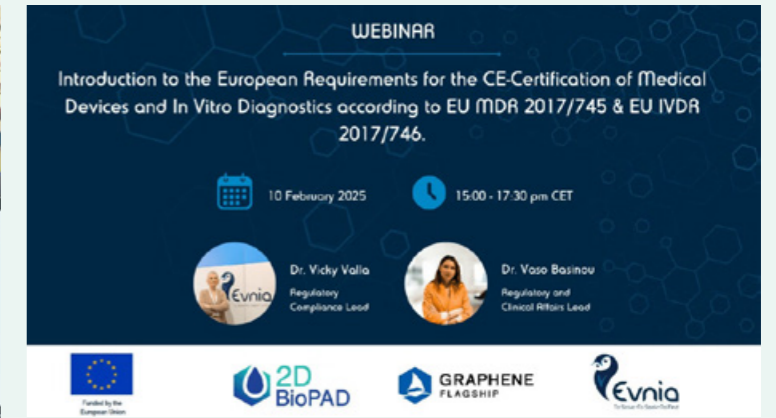 WEBINAR
Introduction to the European Requirements for the CE-Certification of Medical
Devices and In Vitro Diagnostics according to EU MDR 2017/745 & EU IVDR
2017/746.
10 February 2025
15:00 - 17:30 pm CET
Dr. Vicky Valla
Regulatory
Compliance Lead
Evnia
Dr. Vaso Basinou
Regulatory and
Clinical Affairs Lead
Funded by the
European Union
2D
BioPAD
GRAPHENE
FLAGSHIP
Evnia